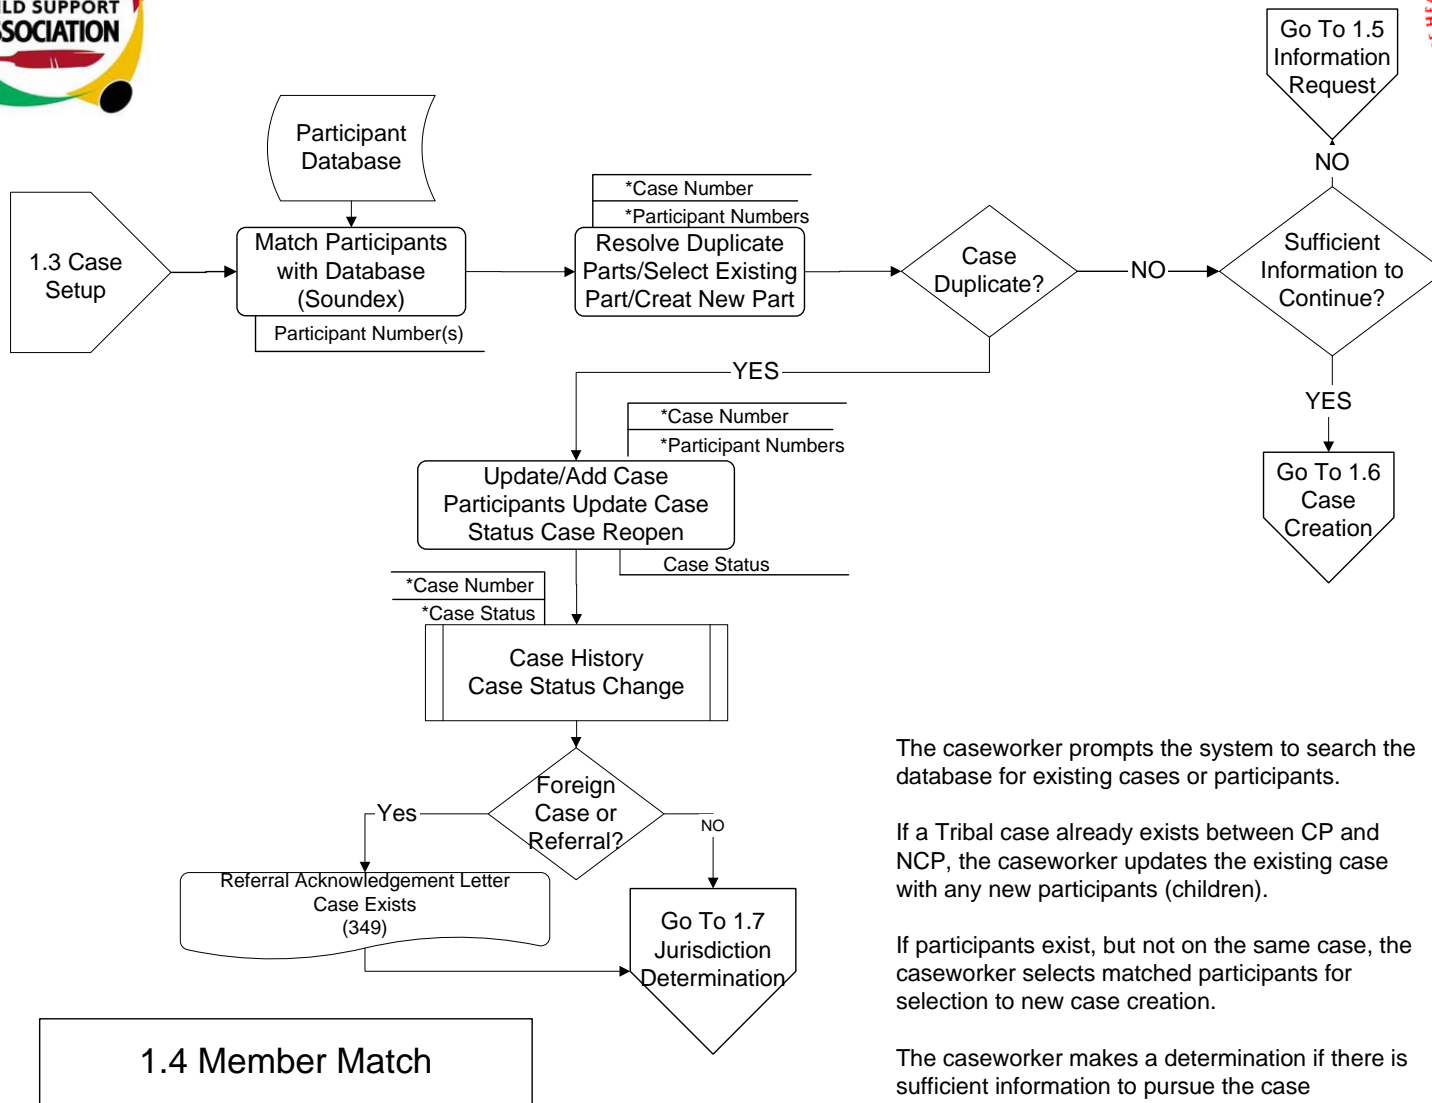 LD SUPPORT
SSOCIATION
Go To 1.5
Information
Request
Participant
Database
NO
*Case Number
*Participant Numbers
1.3 Case
Setup
Match Participants
with Database
(Soundex)
Participant Number(s)
Resolve Duplicate
Parts/Select Existing
Part/Creat New Part
Case
Duplicate?
NO
Sufficient
Information to
Continue?
YES
YES
*Case Number
*Participant Numbers
Update/Add Case
Participants Update Case
Status Case Reopen
Case Status
Go To 1.6
Case
Creation
*Case Number
*Case Status
Case History
Case Status Change
Foreign
Case or
Referral?
Yes
NO
Referral Acknowledgement Letter
Case Exists
(349)
Go To 1.7
Jurisdiction
Determination
The caseworker prompts the system to search the
database for existing cases or participants.
If a Tribal case already exists between CP and
NCP, the caseworker updates the existing case
with any new participants (children).
If participants exist, but not on the same case, the
caseworker selects matched participants for
selection to new case creation.
The caseworker makes a determination if there is
sufficient information to pursue the case
1.4 Member Match